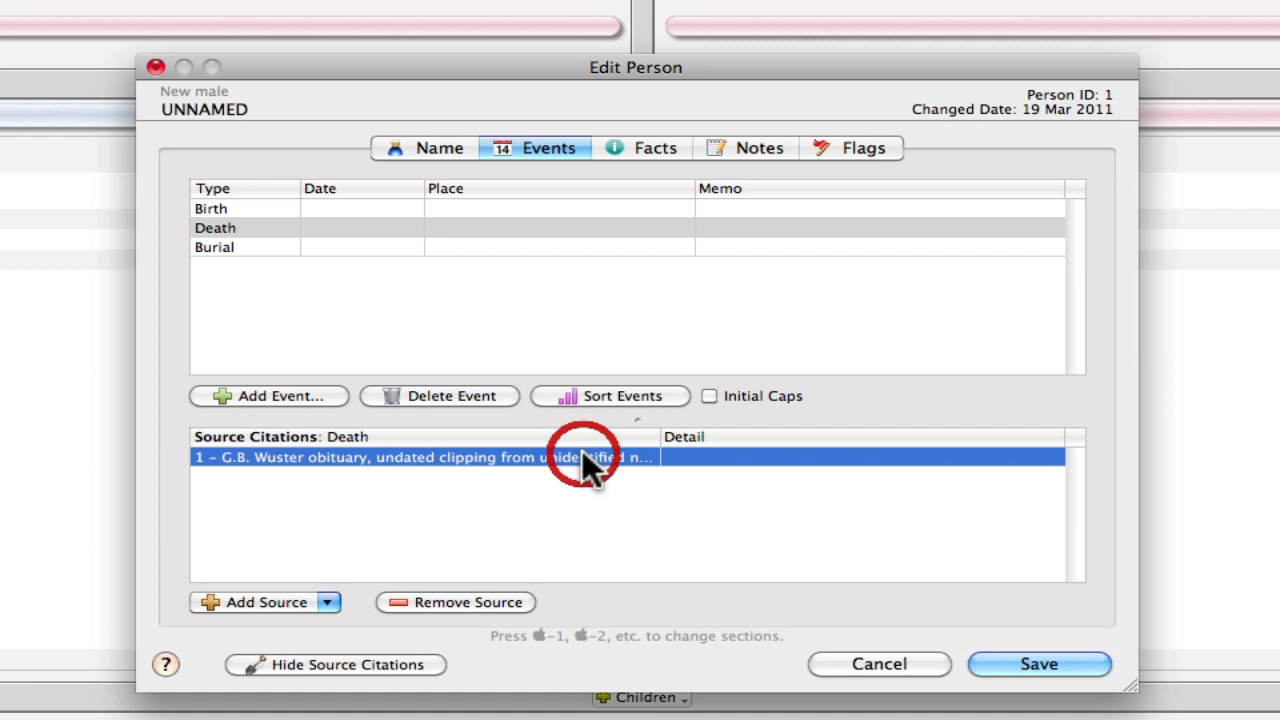 Edit Person
New male
UNNAMED
Person ID: 1
Changed Date: 19 Mar 2011
Name
14 Events
Facts
Notes
Flags
Type Date Place Memo
Birth
Death
Burial
Add Event...
Delete Event
Sort Events
Initial Caps
Source Citations: Death Detail
1 – G.B. Wuster obituary, undated clipping from unidentified n...
Add Source
Remove Source
Press -1, -2, etc. to change sections.
?
Hide Source Citations
Cancel
Save
Children